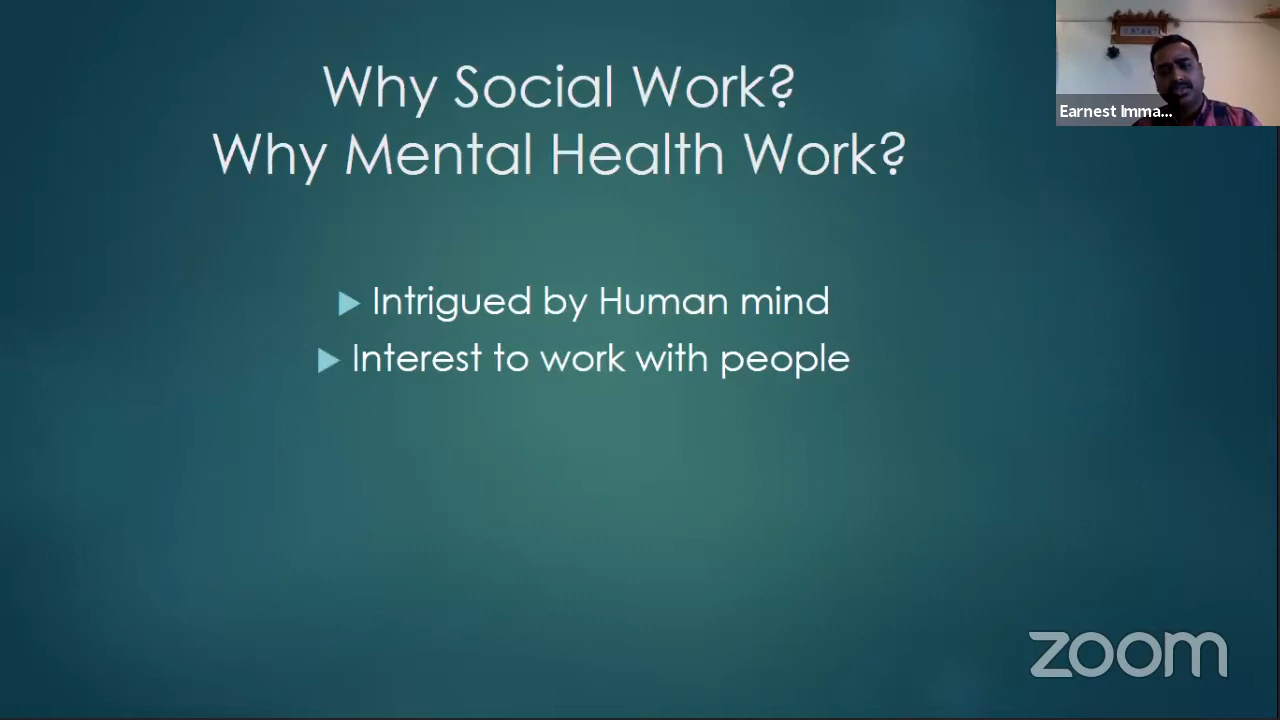 Why Social Work?
Why Mental Health Work?
Earnest Imma...
Intrigued by Human mind
Interest to work with people
zoom